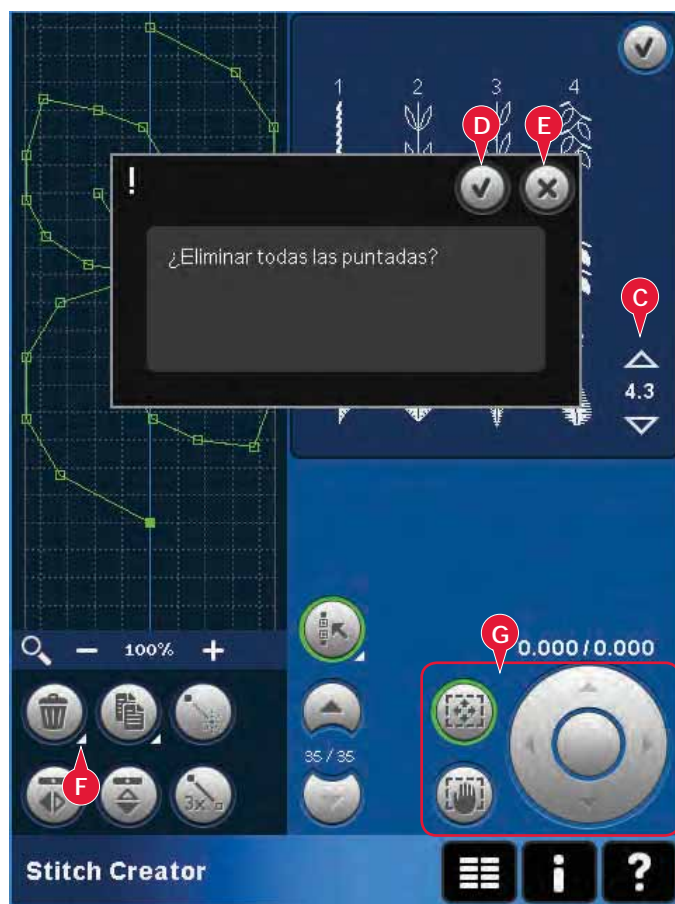 1 2 3 4
D E
!
¿Eliminar todas las puntadas?
C
4.3
G
0.000 / 0.000
100%
F
35 / 35
3x
Stitch Creator
i ?